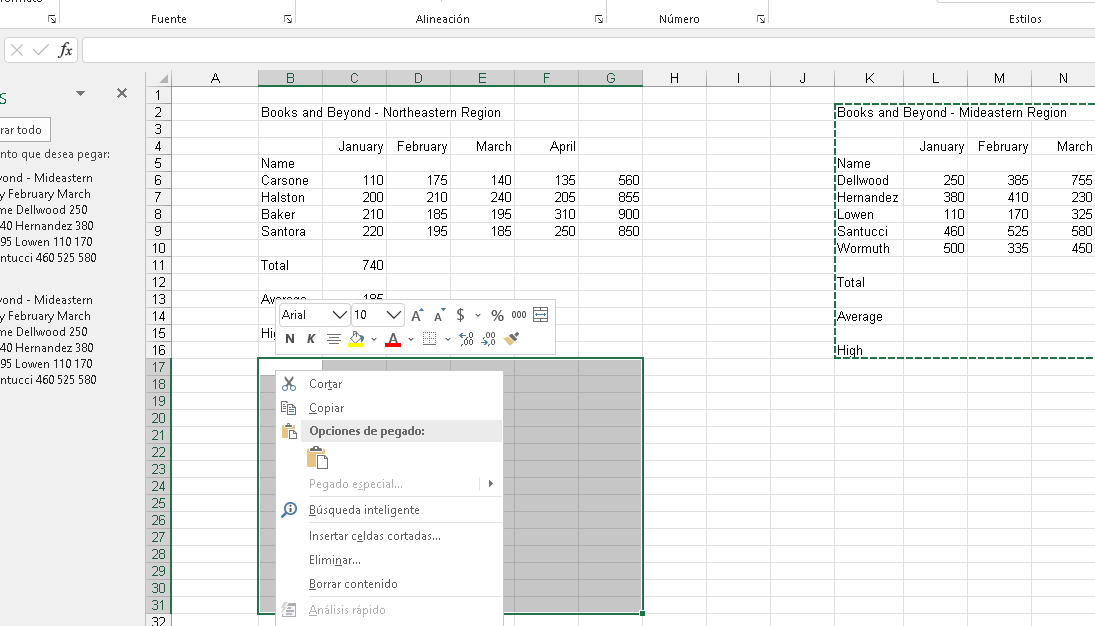 Fuente Alineación Número Estilos
fx
A B C D E F G H I J K L M N
1
2 Books and Beyond - Northeastern Region Books and Beyond - Mideastern Region
3
4 January February March April January February March
5 Name Name
6 Carsone 110 175 140 135 560 Dellwood 250 385 755
7 Halston 200 210 240 205 855 Hernandez 380 410 230
8 Baker 210 185 195 310 900 Lowen 110 170 325
9 Santora 220 195 185 250 850 Santucci 460 525 580
10 Wormuth 500 335 450
11 Total 740
12 Total
13 Average 185
14 Average
15 Hi
16 High
17
18
19
20
21
22
23
24
25
26
27
28
29
30
31
32
S
rar todo
nto que desea pegar:
yond - Mideastern
y February March
me Dellwood 250
40 Hernandez 380
95 Lowen 110 170
ntucci 460 525 580
yond - Mideastern
y February March
me Dellwood 250
40 Hernandez 380
95 Lowen 110 170
ntucci 460 525 580
Arial 10 A A $ % 000
N K A ,00 ,00
Cortar
Copiar
Opciones de pegado:
Pegado especial...
Búsqueda inteligente
Insertar celdas cortadas...
Eliminar...
Borrar contenido
Análisis rápido